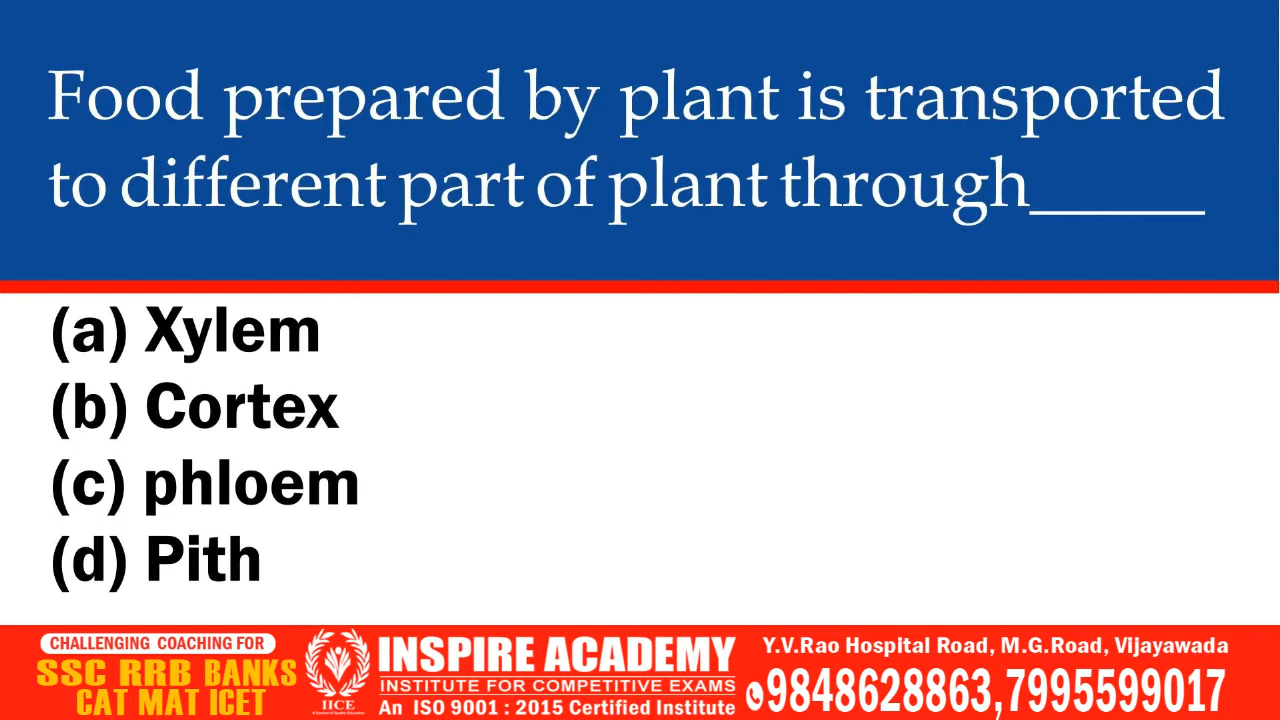 Food prepared by plant is transported
to different part of plant through_____
(a) Xylem
(b) Cortex
(c) phloem
(d) Pith
CHALLENGING COACHING FOR
SSC RRB BANKS
CAT MAT ICET
IICE
INSPIRE ACADEMY
INSTITUTE FOR COMPETITIVE EXAMS
An ISO 9001 : 2015 Certified Institute
Y.V.Rao Hospital Road, M.G.Road, Vijayawada
9848628863,7995599017